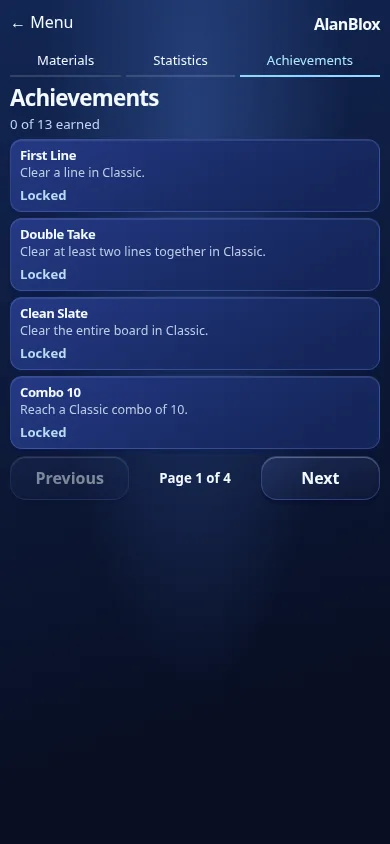 ← Menu
AlanBlox
Materials
Statistics
Achievements
Achievements
0 of 13 earned
First Line
Clear a line in Classic.
Locked
Double Take
Clear at least two lines together in Classic.
Locked
Clean Slate
Clear the entire board in Classic.
Locked
Combo 10
Reach a Classic combo of 10.
Locked
Previous
Page 1 of 4
Next